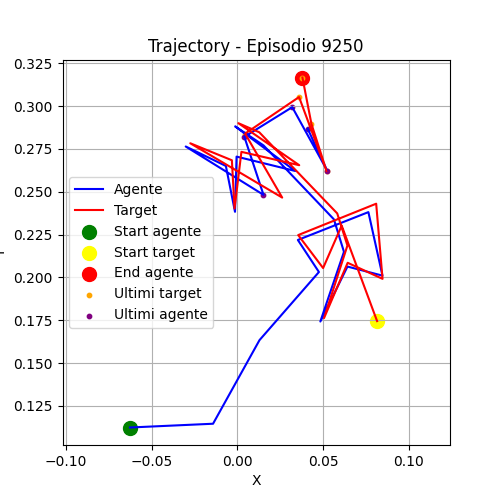 Trajectory - Episodio 9250
0.325
0.300
0.275
0.250
0.225
0.200
0.175
0.150
0.125
Agente
Target
Start agente
Start target
End agente
Ultimi target
Ultimi agente
−0.10
−0.05
0.00
0.05
0.10
X